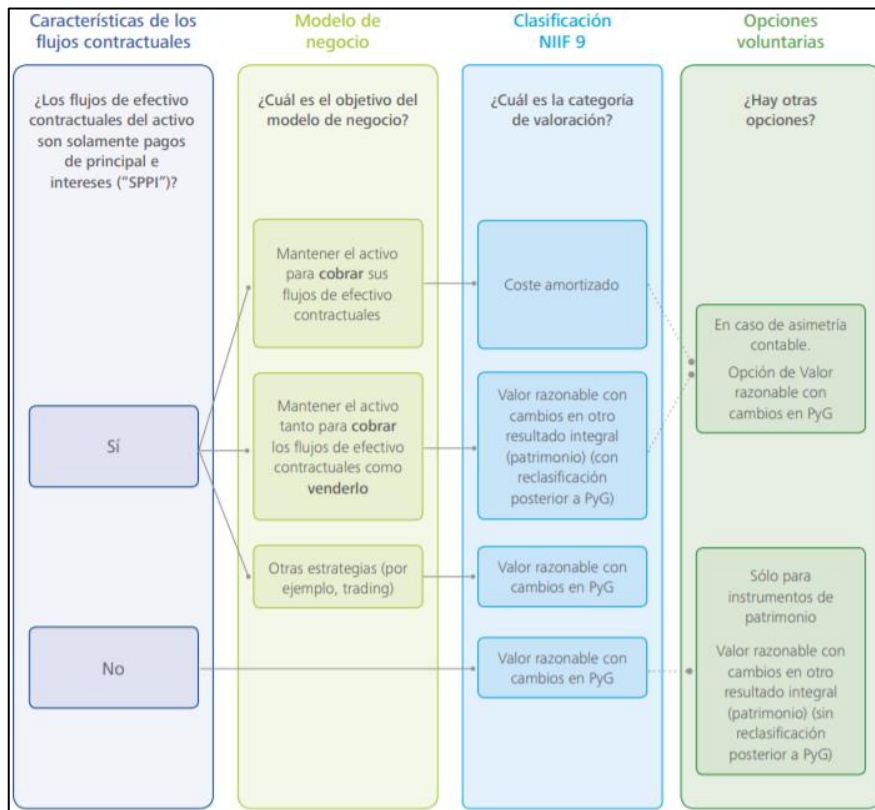 Características de los
flujos contractuales
¿Los flujos de efectivo
contractuales del activo
son solamente pagos
de principal e
intereses ("SPPI")?
Sí
No
Modelo de
negocio
¿Cuál es el objetivo del
modelo de negocio?
Mantener el activo
para cobrar sus
flujos de efectivo
contractuales
Mantener el activo
tanto para cobrar
los flujos de efectivo
contractuales como
venderlo
Otras estrategias (por
ejemplo, trading)
Clasificación
NIIF 9
¿Cuál es la categoría
de valoración?
Coste amortizado
Valor razonable con
cambios en otro
resultado integral
(patrimonio) (con
reclasificación
posterior a PyG)
Valor razonable con
cambios en PyG
Valor razonable con
cambios en PyG
Opciones
voluntarias
¿Hay otras
opciones?
En caso de asimetría
contable.
Opción de Valor
razonable con
cambios en PyG
Sólo para
instrumentos de
patrimonio
Valor razonable con
cambios en otro
resultado integral
(patrimonio) (sin
reclasificación
posterior a PyG)